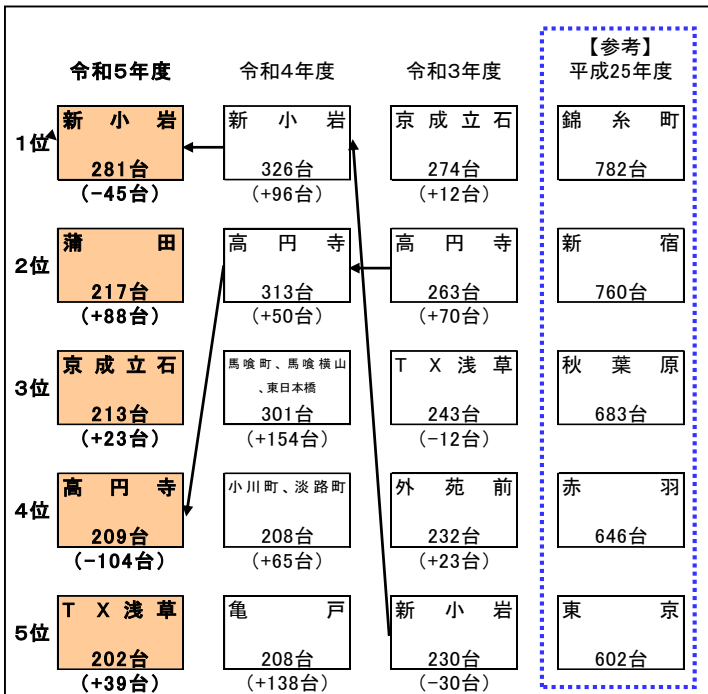 【参考】
令和5年度 令和4年度 令和3年度 平成25年度
1位
新小岩 新小岩 京成立石 錦糸町
281台 326台 274台 782台
(-45台) (+96台) (+12台)
2位
蒲田 高円寺 高円寺 新宿
217台 313台 263台 760台
(+88台) (+50台) (+70台)
3位
京成立石 馬喰町、馬喰横山 TX浅草 秋葉原
、東日本橋
213台 301台 243台 683台
(+23台) (+154台) (-12台)
4位
高円寺 小川町、淡路町 外苑前 赤羽
209台 208台 232台 646台
(-104台) (+65台) (+23台)
5位
TX浅草 亀戸 新小岩 東京
202台 208台 230台 602台
(+39台) (+138台) (-30台)